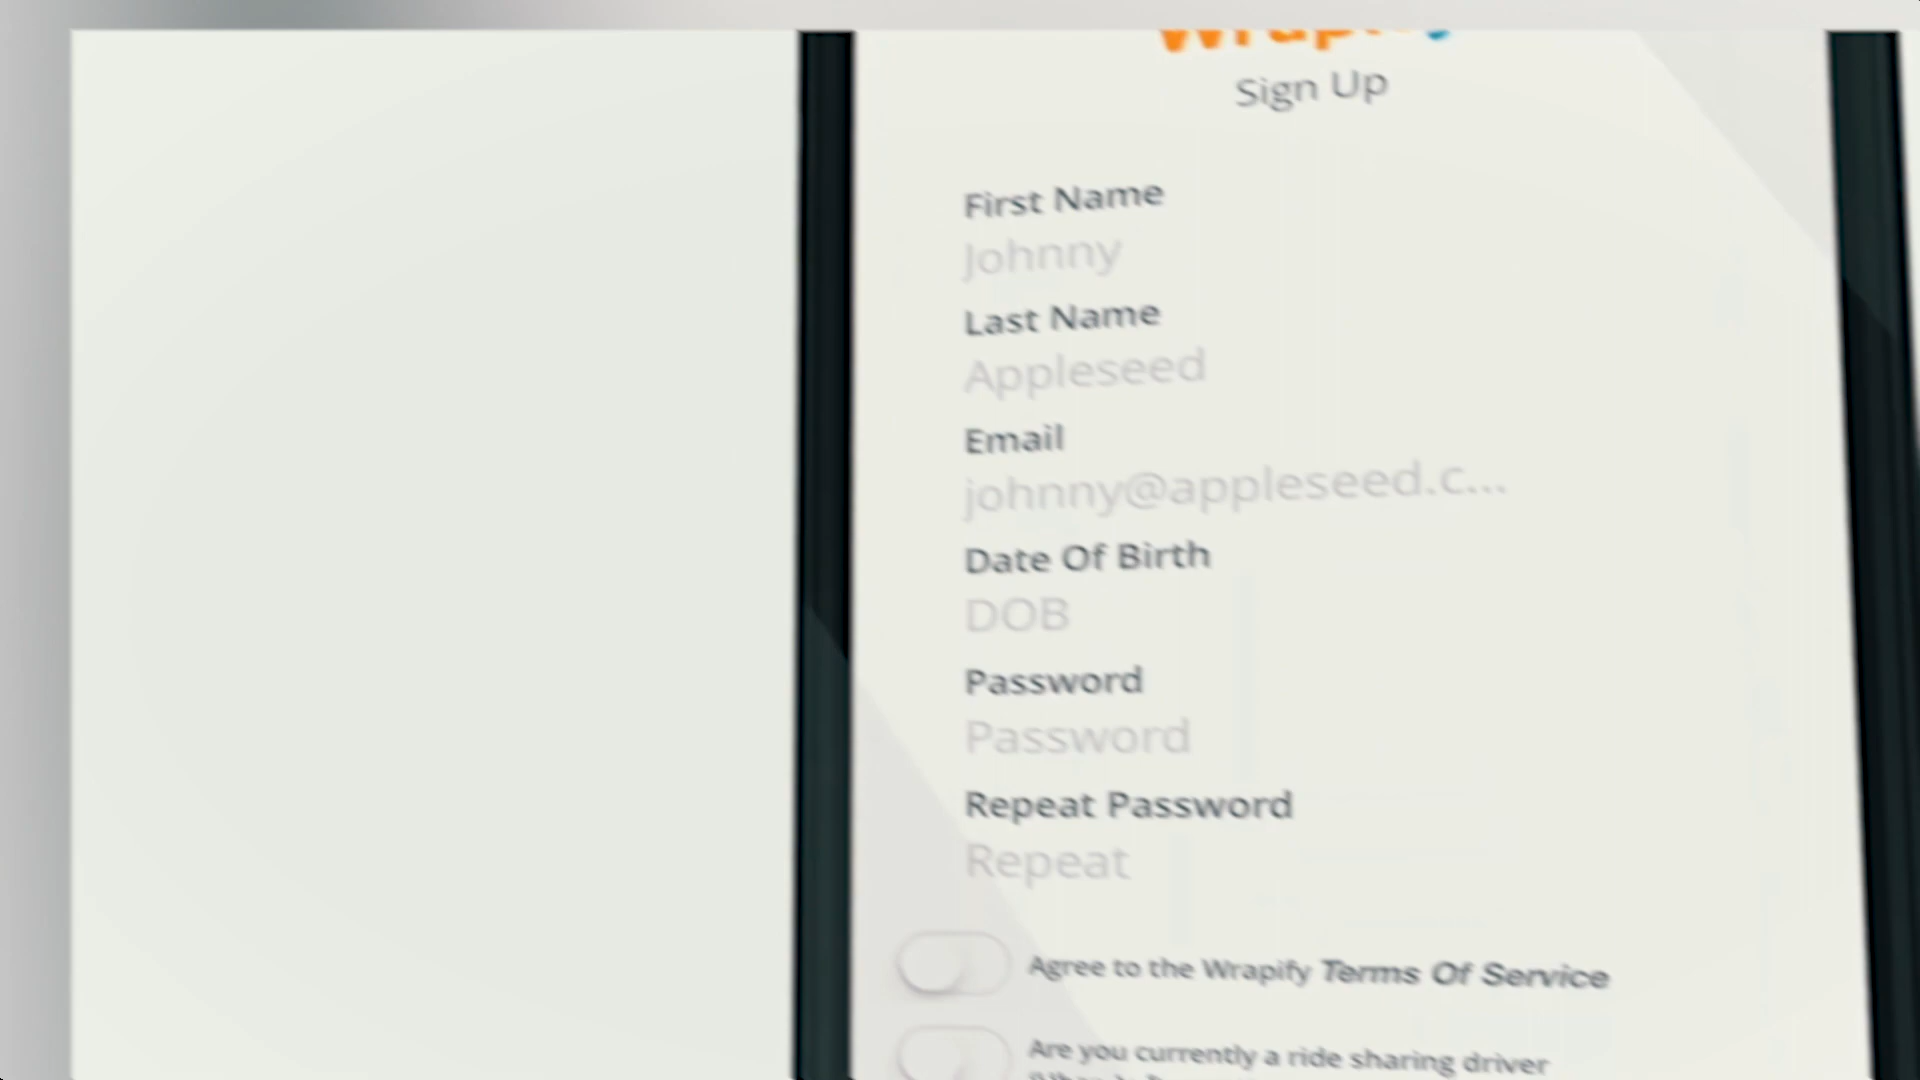 Wrapify
Sign Up
First Name
Johnny
Last Name
Appleseed
Email
johnny@appleseed.c...
Date Of Birth
DOB
Password
Password
Repeat Password
Repeat
Agree to the Wrapify Terms Of Service
Are you currently a ride sharing driver